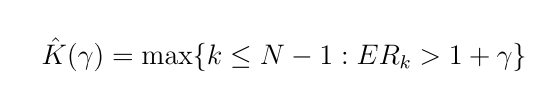 $\hat{K}(\gamma) = \max\{k \leq N - 1 : ER_k > 1 + \gamma\}$